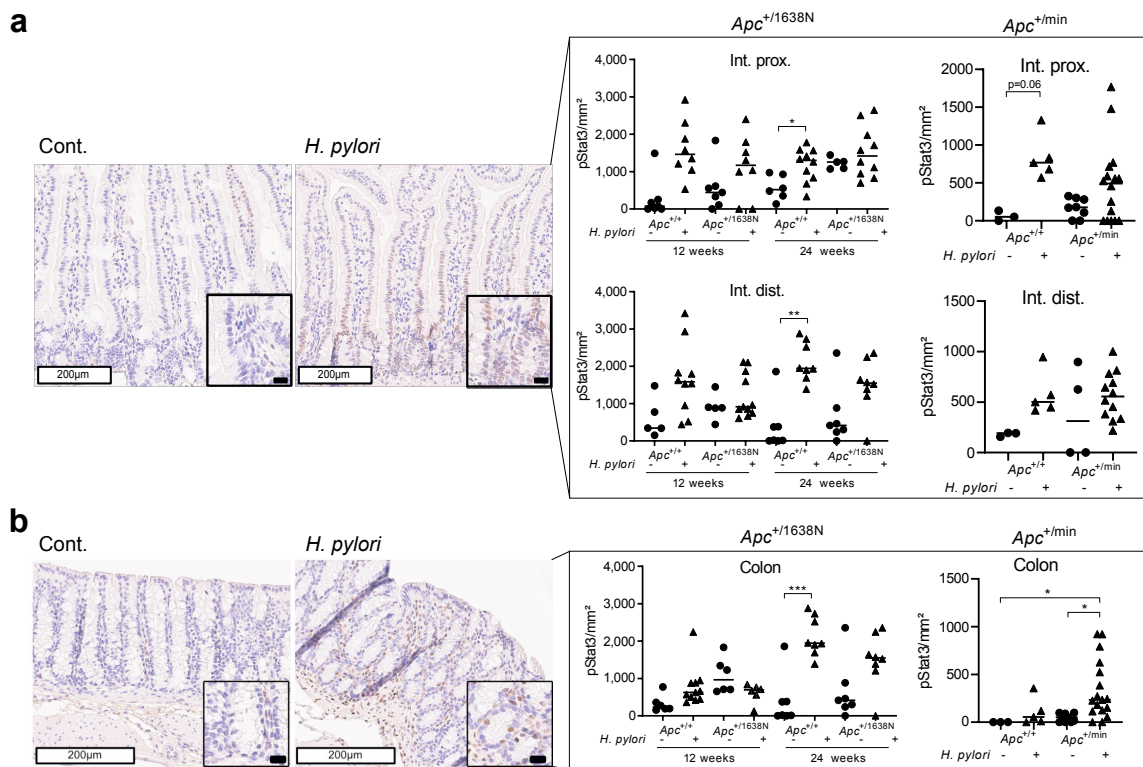 a
Apc+/1638N
Apc+/min
Cont.
H. pylori
200µm
200µm
Int. prox.
pStat3/mm²
4,000
3,000
2,000
1,000
0
*
Apc+/+ Apc+/1638N Apc+/+ Apc+/1638N
H. pylori - + - + - + - +
12 weeks 24 weeks
Int. prox.
pStat3/mm²
2000
1500
1000
500
0
p=0.06
Apc+/+ Apc+/min
H. pylori - + - +
Int. dist.
pStat3/mm²
4,000
3,000
2,000
1,000
0
**
Apc+/+ Apc+/1638N Apc+/+ Apc+/1638N
H. pylori - + - + - + - +
12 weeks 24 weeks
Int. dist.
pStat3/mm²
1500
1000
500
0
Apc+/+ Apc+/min
H. pylori - + - +
b
Cont.
H. pylori
200µm
200µm
Apc+/1638N
Apc+/min
Colon
pStat3/mm²
4,000
3,000
2,000
1,000
0
***
Apc+/+ Apc+/1638N Apc+/+ Apc+/1638N
H. pylori - + - + - + - +
12 weeks 24 weeks
Colon
pStat3/mm²
1500
1000
500
0
*
*
Apc+/+ Apc+/min
H. pylori - + - +